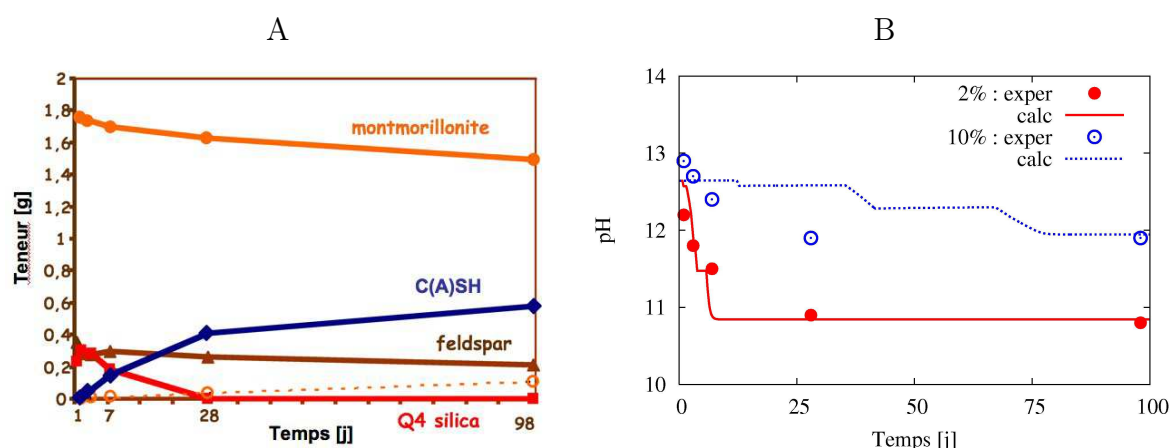 A
2
1,8
1,6
1,4
1,2
1
0,8
0,6
0,4
0,2
0
Teneur [g]
montmorillonite
C(A)SH
feldspar
Q4 silica
1 7 28 98
Temps [j]
B
14
13
12
11
10
pH
2% : exper
calc
10% : exper
calc
0 25 50 75 100
Temps [j]